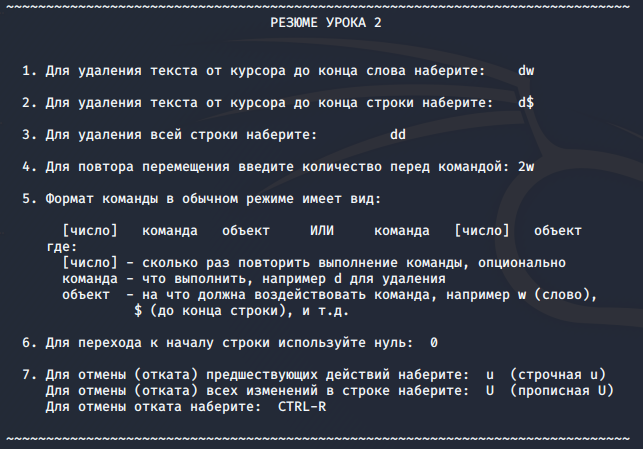 ~~~~~~~~~~~~~~~~~~~~~~~~~~~~~~~~~~~~~~~~~~~~~~~~~~~~~~~~~~~~~~~~~~~~~~~~~~~~~~
РЕЗЮМЕ УРОКА 2
1. Для удаления текста от курсора до конца слова наберите: dw
2. Для удаления текста от курсора до конца строки наберите: d$
3. Для удаления всей строки наберите: dd
4. Для повтора перемещения введите количество перед командой: 2w
5. Формат команды в обычном режиме имеет вид:
[число] команда объект ИЛИ команда [число] объект
где:
[число] - сколько раз повторить выполнение команды, опционально
команда - что выполнить, например d для удаления
объект - на что должна воздействовать команда, например w (слово),
$ (до конца строки), и т.д.
6. Для перехода к началу строки используйте нуль: 0
7. Для отмены (отката) предшествующих действий наберите: u (строчная u)
Для отмены (отката) всех изменений в строке наберите: U (прописная U)
Для отмены отката наберите: CTRL-R
~~~~~~~~~~~~~~~~~~~~~~~~~~~~~~~~~~~~~~~~~~~~~~~~~~~~~~~~~~~~~~~~~~~~~~~~~~~~~~